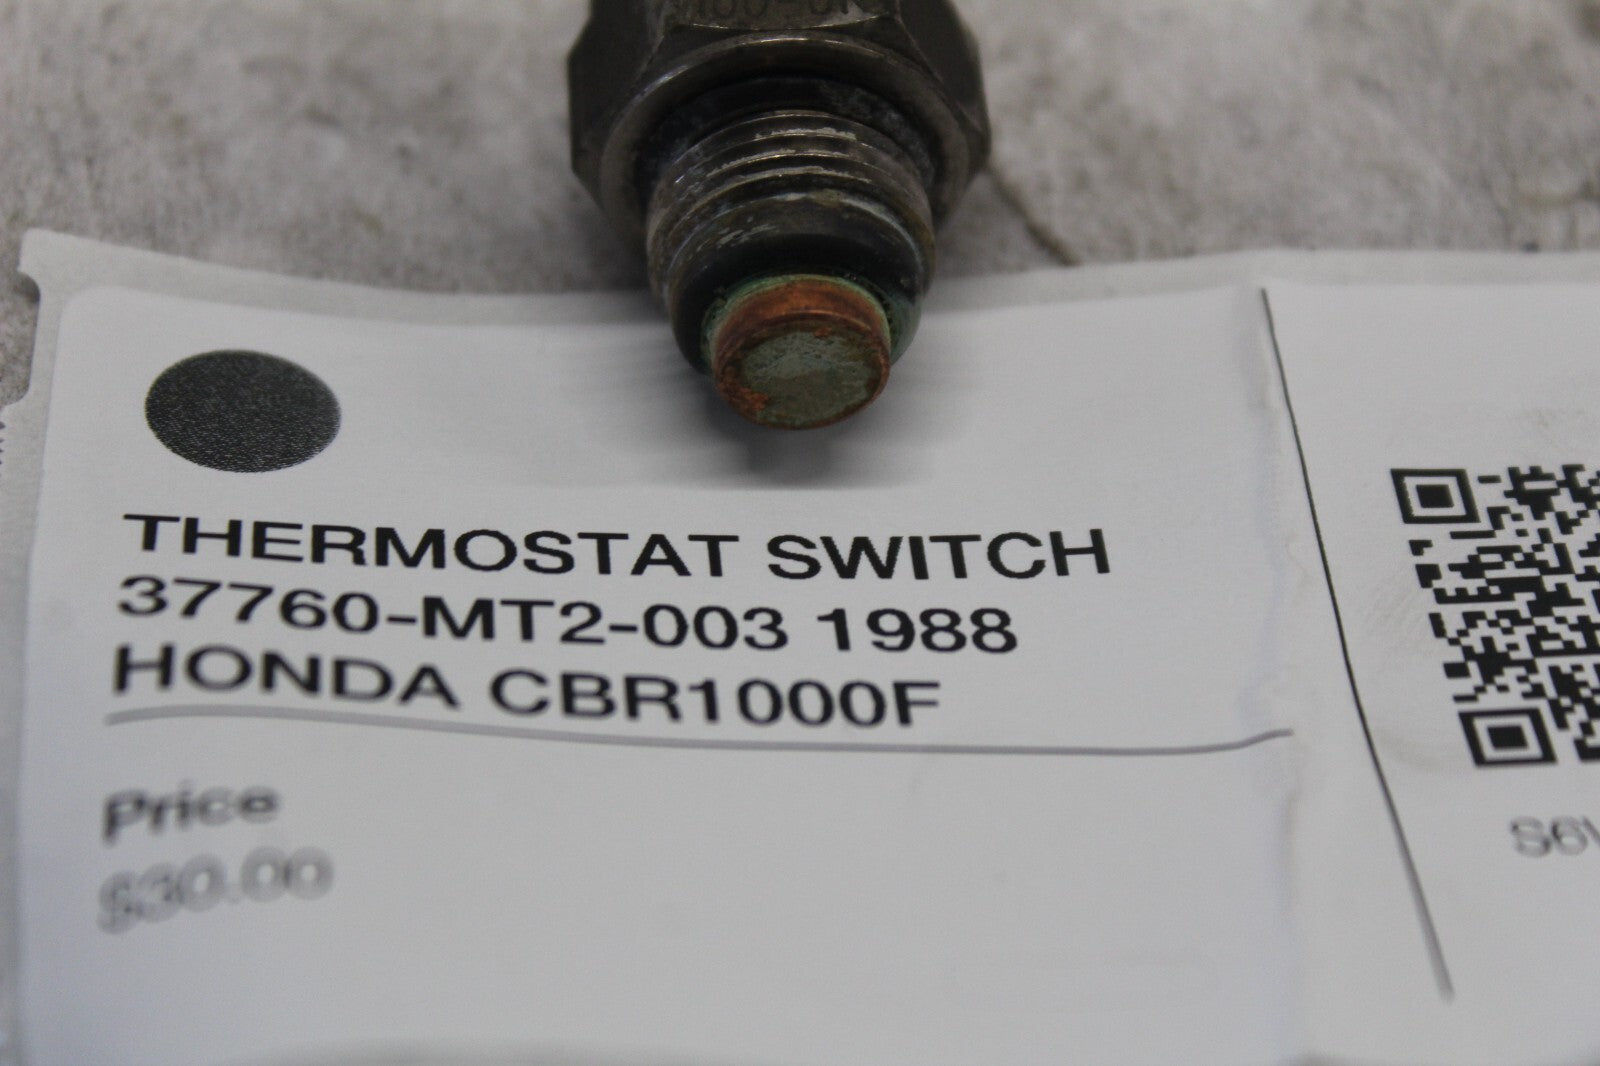 THERMOSTAT SWITCH
37760-MT2-003 1988
HONDA CBR1000F
Price
$30.00